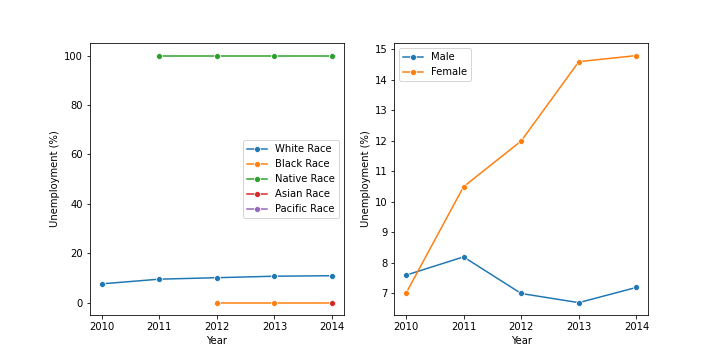 100
80
60
40
20
0
Unemployment (%)
White Race
Black Race
Native Race
Asian Race
Pacific Race
2010 2011 2012 2013 2014
Year
15
14
13
12
11
10
9
8
7
Unemployment (%)
Male
Female
2010 2011 2012 2013 2014
Year